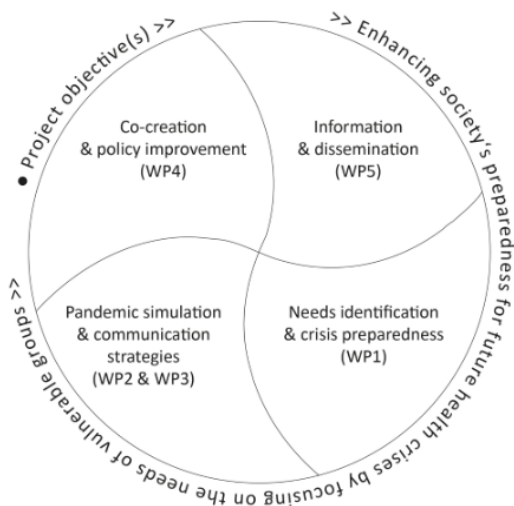 ● Project objective(s) >>
>> Enhancing society's preparedness for future health crises by focusing on the needs of vulnerable groups <<
Co-creation
& policy improvement
(WP4)
Information
& dissemination
(WP5)
Pandemic simulation
& communication
strategies
(WP2 & WP3)
Needs identification
& crisis preparedness
(WP1)